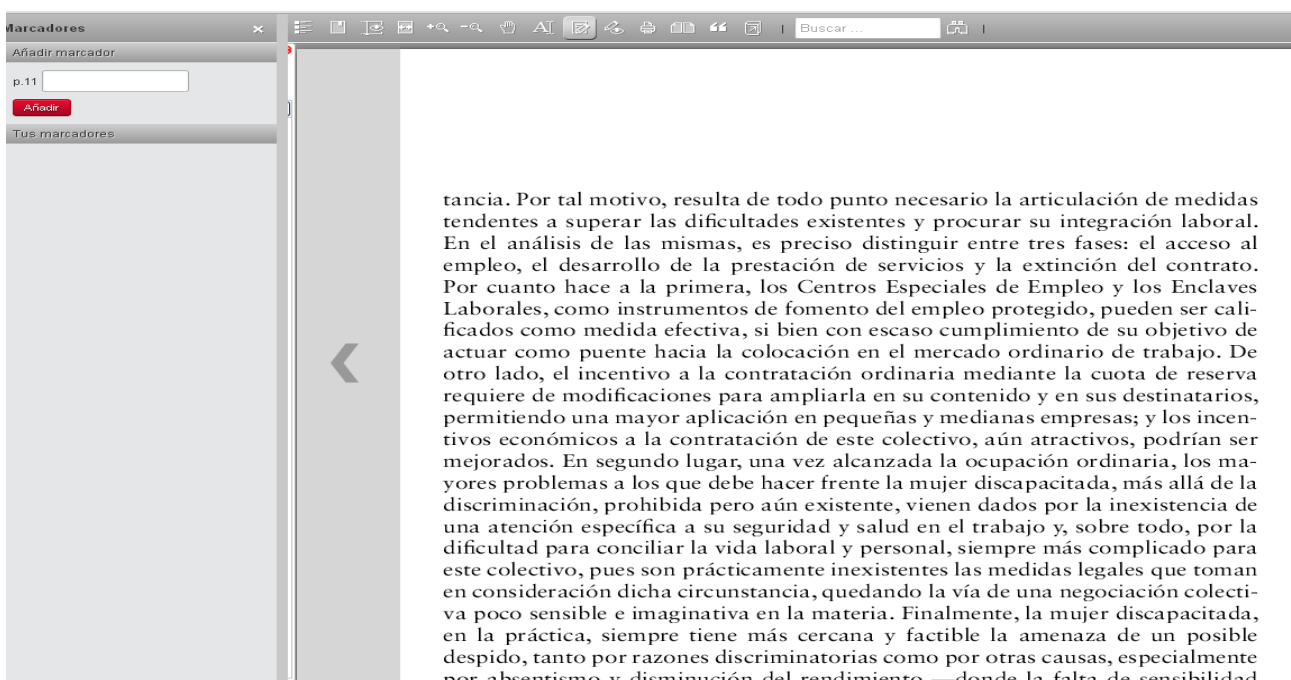 Marcadores
Añadir marcador
p.11
Añadir
Tus marcadores
Buscar ...
tancia. Por tal motivo, resulta de todo punto necesario la articulación de medidas
tendentes a superar las dificultades existentes y procurar su integración laboral.
En el análisis de las mismas, es preciso distinguir entre tres fases: el acceso al
empleo, el desarrollo de la prestación de servicios y la extinción del contrato.
Por cuanto hace a la primera, los Centros Especiales de Empleo y los Enclaves
Laborales, como instrumentos de fomento del empleo protegido, pueden ser cali-
ficados como medida efectiva, si bien con escaso cumplimiento de su objetivo de
actuar como puente hacia la colocación en el mercado ordinario de trabajo. De
otro lado, el incentivo a la contratación ordinaria mediante la cuota de reserva
requiere de modificaciones para ampliarla en su contenido y en sus destinatarios,
permitiendo una mayor aplicación en pequeñas y medianas empresas; y los incen-
tivos económicos a la contratación de este colectivo, aún atractivos, podrían ser
mejorados. En segundo lugar, una vez alcanzada la ocupación ordinaria, los ma-
yores problemas a los que debe hacer frente la mujer discapacitada, más allá de la
discriminación, prohibida pero aún existente, vienen dados por la inexistencia de
una atención específica a su seguridad y salud en el trabajo y, sobre todo, por la
dificultad para conciliar la vida laboral y personal, siempre más complicado para
este colectivo, pues son prácticamente inexistentes las medidas legales que toman
en consideración dicha circunstancia, quedando la vía de una negociación colecti-
va poco sensible e imaginativa en la materia. Finalmente, la mujer discapacitada,
en la práctica, siempre tiene más cercana y factible la amenaza de un posible
despido, tanto por razones discriminatorias como por otras causas, especialmente
por absentismo y disminución del rendimiento —donde la falta de sensibilidad